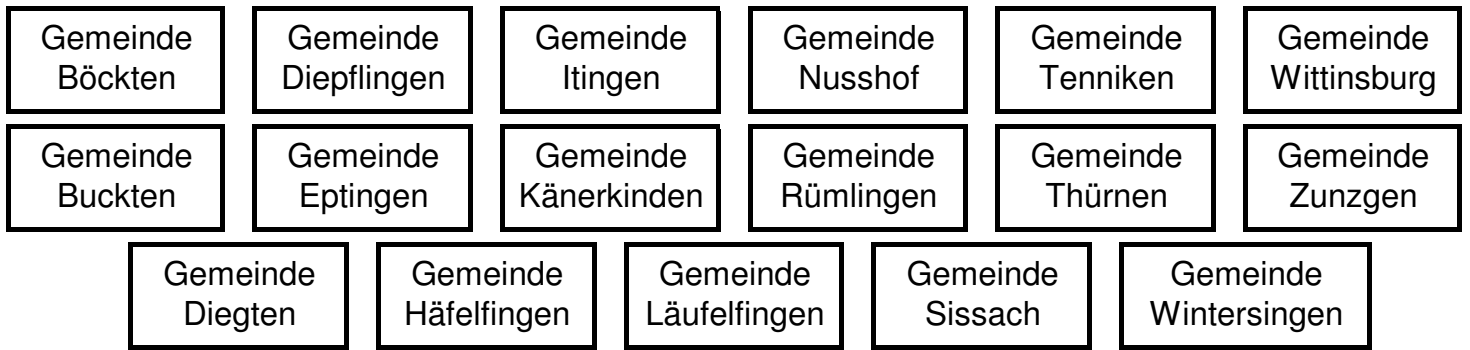 Gemeinde
Böckten
Gemeinde
Diepflingen
Gemeinde
Itingen
Gemeinde
Nusshof
Gemeinde
Tenniken
Gemeinde
Wittinsburg
Gemeinde
Buckten
Gemeinde
Eptingen
Gemeinde
Känerkinden
Gemeinde
Rümlingen
Gemeinde
Thürnen
Gemeinde
Zunzgen
Gemeinde
Diegten
Gemeinde
Häfelfingen
Gemeinde
Läufelfingen
Gemeinde
Sissach
Gemeinde
Wintersingen